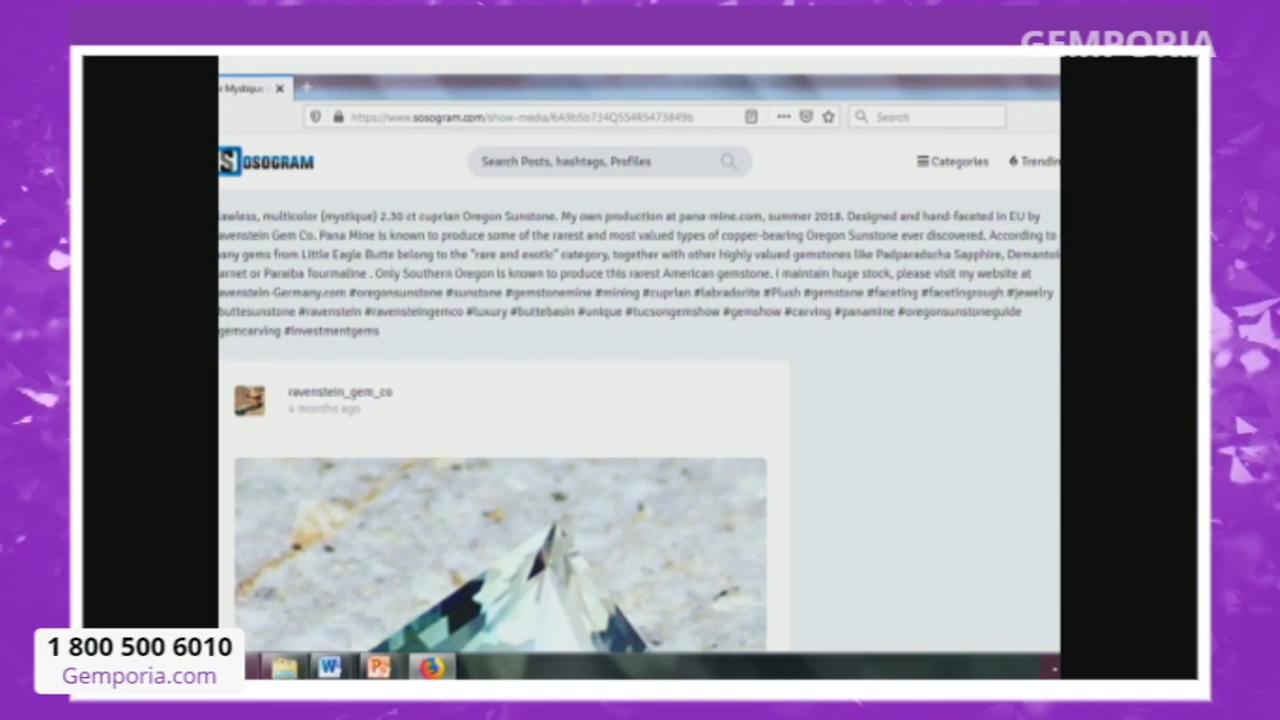 GEMPORIA
r Mystique
https://www.sosogram.com/show-media/6A9b5b734Q554R5473849b
Search
SOSOGRAM
Search Posts, hashtags, Profiles
Categories
Trendin
lawless, multicolor (mystique) 2.30 ct cuprian Oregon Sunstone. My own production at pana-mine.com, summer 2018. Designed and hand-faceted in EU by
avenstein Gem Co. Pana Mine is known to produce some of the rarest and most valued types of copper-bearing Oregon Sunstone ever discovered. According to
any gems from Little Eagle Butte belong to the "rare and exotic" category, together with other highly valued gemstones like Padparadscha Sapphire, Demantoi
arnet or Paraiba Tourmaline . Only Southern Oregon is known to produce this rarest American gemstone. I maintain huge stock, please visit my website at
avenstein-Germany.com #oregonsunstone #sunstone #gemstonemine #mining #cuprian #labradorite #Plush #gemstone #faceting #facetingrough #jewelry
buttesunstone #ravenstein #ravensteingemco #luxury #buttebasin #unique #tucsongemshow #gemshow #carving #panamine #oregonsunstoneguide
gemcarving #investmentgems
ravenstein_gem_co
4 months ago
1 800 500 6010
Gemporia.com